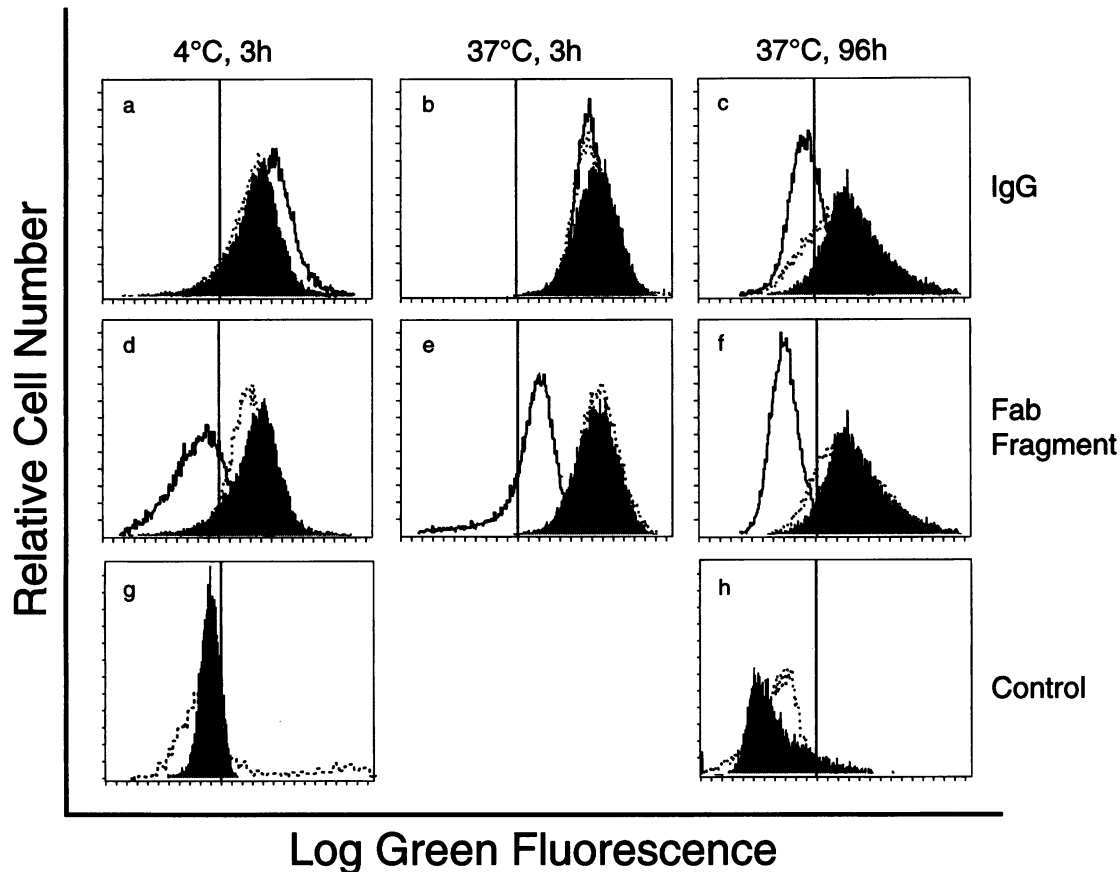 4°C, 3h
37°C, 3h
37°C, 96h
a
b
c
IgG
d
e
f
Fab
Fragment
g
h
Control
Relative Cell Number
Log Green Fluorescence